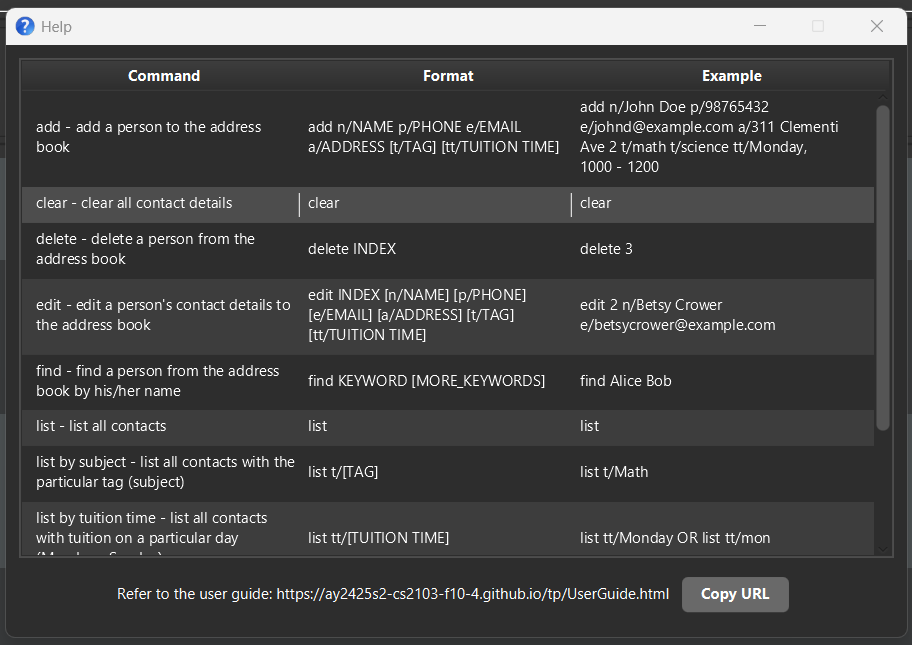 Help
Command Format Example
add - add a person to the address
book
add n/NAME p/PHONE e/EMAIL
a/ADDRESS [t/TAG] [tt/TUITION TIME]
add n/John Doe p/98765432
e/johnd@example.com a/311 Clementi
Ave 2 t/math t/science tt/Monday,
1000 - 1200
clear - clear all contact details
clear
clear
delete - delete a person from the
address book
delete INDEX
delete 3
edit - edit a person's contact details to
the address book
edit INDEX [n/NAME] [p/PHONE]
[e/EMAIL] [a/ADDRESS] [t/TAG]
[tt/TUITION TIME]
edit 2 n/Betsy Crower
e/betsycrower@example.com
find - find a person from the address
book by his/her name
find KEYWORD [MORE_KEYWORDS]
find Alice Bob
list - list all contacts
list
list
list by subject - list all contacts with the
particular tag (subject)
list t/[TAG]
list t/Math
list by tuition time - list all contacts
with tuition on a particular day
list tt/[TUITION TIME]
list tt/Monday OR list tt/mon
Refer to the user guide: https://ay2425s2-cs2103-f10-4.github.io/tp/UserGuide.html
Copy URL